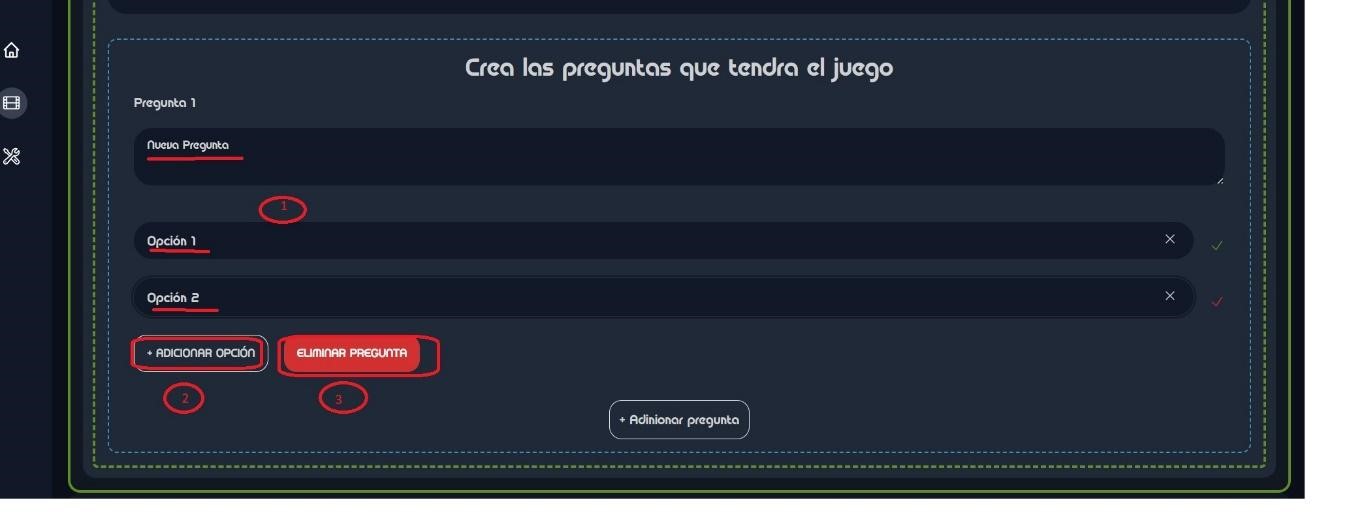 Crea las preguntas que tendra el juego
Pregunta 1
Nueva Pregunta
1
Opción 1
Opción 2
+ ADICIONAR OPCIÓN ELIMINAR PREGUNTA
2 3
+ Adinionar pregunta